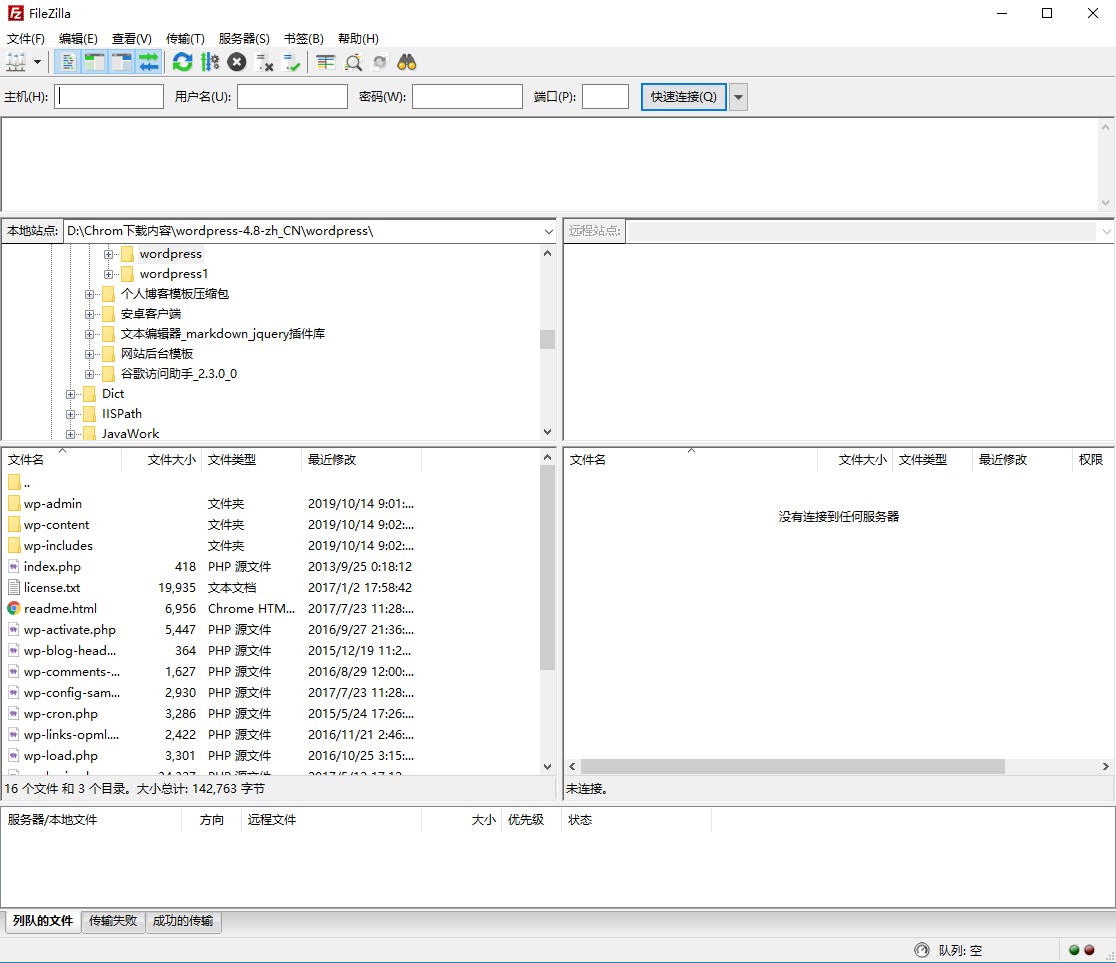 FileZilla
文件(F) 编辑(E) 查看(V) 传输(T) 服务器(S) 书签(B) 帮助(H)
主机(H): 用户名(U): 密码(W): 端口(P): 快速连接(Q)
本地站点: D:\Chrom下载内容\wordpress-4.8-zh_CN\wordpress\
远程站点:
wordpress
wordpress1
个人博客模板压缩包
安卓客户端
文本编辑器_markdown_jquery插件库
网站后台模板
谷歌访问助手_2.3.0_0
Dict
IISPath
JavaWork
文件名 文件大小 文件类型 最近修改
..
wp-admin 文件夹 2019/10/14 9:01:...
wp-content 文件夹 2019/10/14 9:02:...
wp-includes 文件夹 2019/10/14 9:02:...
index.php 418 PHP 源文件 2013/9/25 0:18:12
license.txt 19,935 文本文档 2017/1/2 17:58:42
readme.html 6,956 Chrome HTM... 2017/7/23 11:28:...
wp-activate.php 5,447 PHP 源文件 2016/9/27 21:36:...
wp-blog-head... 364 PHP 源文件 2015/12/19 11:2...
wp-comments-... 1,627 PHP 源文件 2016/8/29 12:00:...
wp-config-sam... 2,930 PHP 源文件 2017/7/23 11:28:...
wp-cron.php 3,286 PHP 源文件 2015/5/24 17:26:...
wp-links-opml.... 2,422 PHP 源文件 2016/11/21 2:46:...
wp-load.php 3,301 PHP 源文件 2016/10/25 3:15:...
16 个文件 和 3 个目录。大小总计: 142,763 字节
文件名 文件大小 文件类型 最近修改 权限
没有连接到任何服务器
未连接。
服务器/本地文件 方向 远程文件 大小 优先级 状态
列队的文件 传输失败 成功的传输
队列: 空